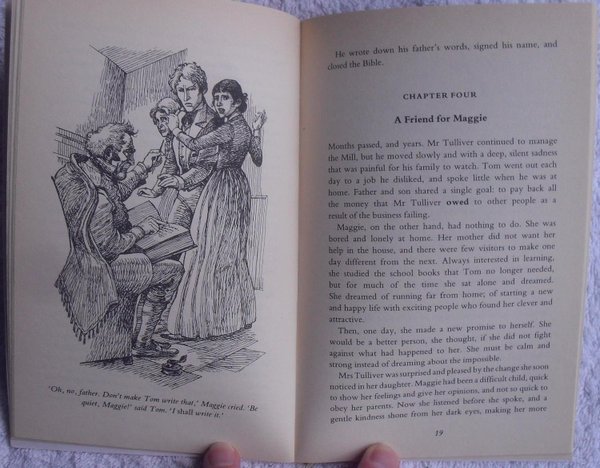 'Oh, no, father. Don't make Tom write that,' Maggie cried. 'Be
quiet, Maggie!' said Tom. 'I shall write it.'
He wrote down his father's words, signed his name, and
closed the Bible.
CHAPTER FOUR
A Friend for Maggie
Months passed, and years. Mr Tulliver continued to manage
the Mill, but he moved slowly and with a deep, silent sadness
that was painful for his family to watch. Tom went out each
day to a job he disliked, and spoke little when he was at
home. Father and son shared a single goal: to pay back all
the money that Mr Tulliver owed to other people as a
result of the business failing.
Maggie, on the other hand, had nothing to do. She was
bored and lonely at home. Her mother did not want her
help in the house, and there were few visitors to make one
day different from the next. Always interested in learning,
she studied the school books that Tom no longer needed,
but for much of the time she sat alone and dreamed.
She dreamed of running far from home; of starting a new
and happy life with exciting people who found her clever and
attractive.
Then, one day, she made a new promise to herself. She
would be a better person, she thought, if she did not fight
against what had happened to her. She must be calm and
strong instead of dreaming about the impossible.
Mrs Tulliver was surprised and pleased by the change she soon
noticed in her daughter. Maggie had been a difficult child, quick
to show her feelings and give her opinions, and not so quick to
obey her parents. Now she listened before she spoke, and a
gentle kindness shone from her dark eyes, making her more
19